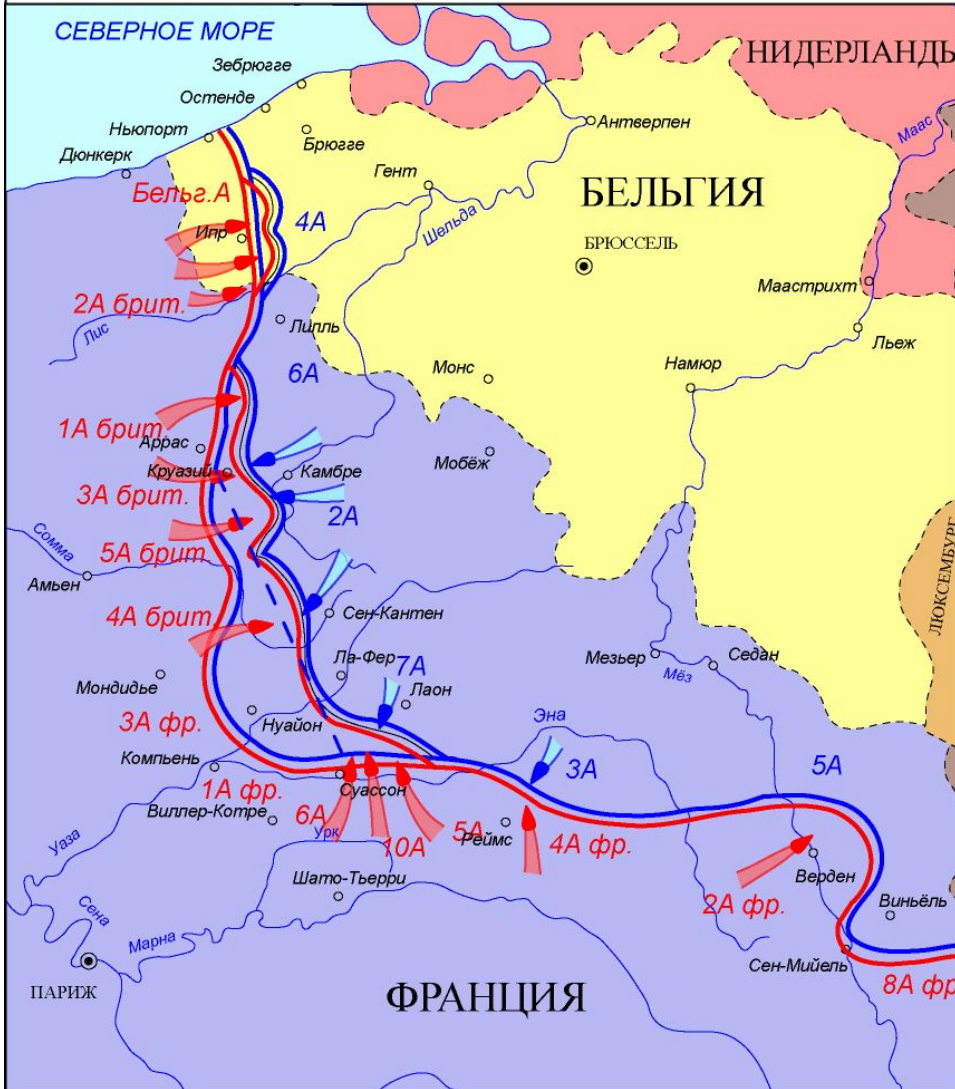 СЕВЕРНОЕ МОРЕ
НИДЕРЛАНДЫ
Зебрюгге
Остенде
Ньюпорт
Брюгге
Дюнкерк
Антверпен
Маас
Гент
Бельг.А
4А
Шельда
БЕЛЬГИЯ
Ипр
БРЮССЕЛЬ
2А брит.
Маастрихт
Лис
Лилль
Льеж
6А
Монс
Намюр
1А брит.
Аррас
Мобёж
Круазий
Камбре
3А брит.
2А
Сомма
5А брит.
ЛЮКСЕМБУРГ
Амьен
4А брит.
Сен-Кантен
Ла-Фер
7А
Мезьер
Седан
Мёз
Мондидье
Лаон
3А фр.
Нуайон
Эна
Компьень
3А
5А
1А фр.
Суассон
Виллер-Котре
6А
5А
Реймс
4А фр.
Уаза
10А
Урк
Верден
Шато-Тьерри
2А фр.
Виньёль
Сена
Марна
Сен-Мийель
ПАРИЖ
ФРАНЦИЯ
8А фр